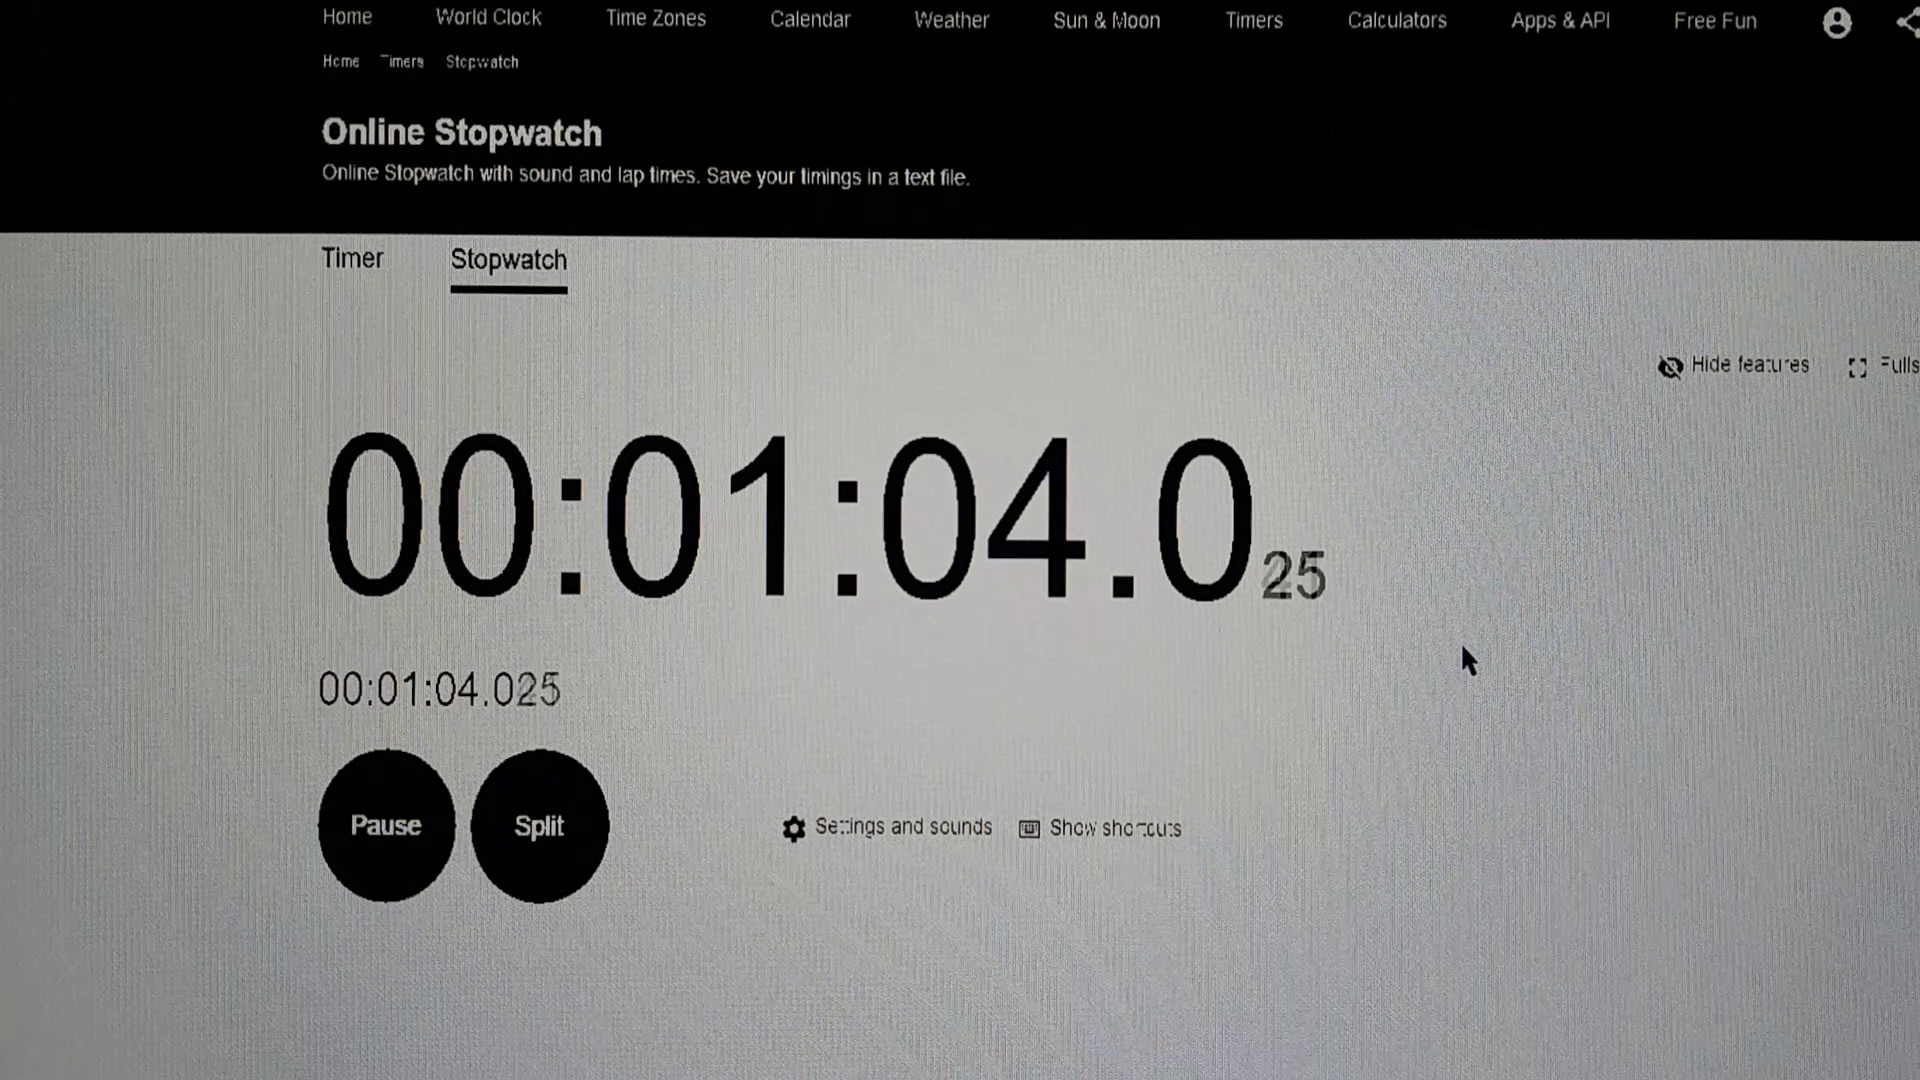 Home World Clock Time Zones Calendar Weather Sun & Moon Timers Calculators Apps & API Free Fun
Home Timers Stopwatch
Online Stopwatch
Online Stopwatch with sound and lap times. Save your timings in a text file.
Timer Stopwatch
Hide features Fulls
00:01:04.025
00:01:04.025
Pause Split Settings and sounds Show shortcuts